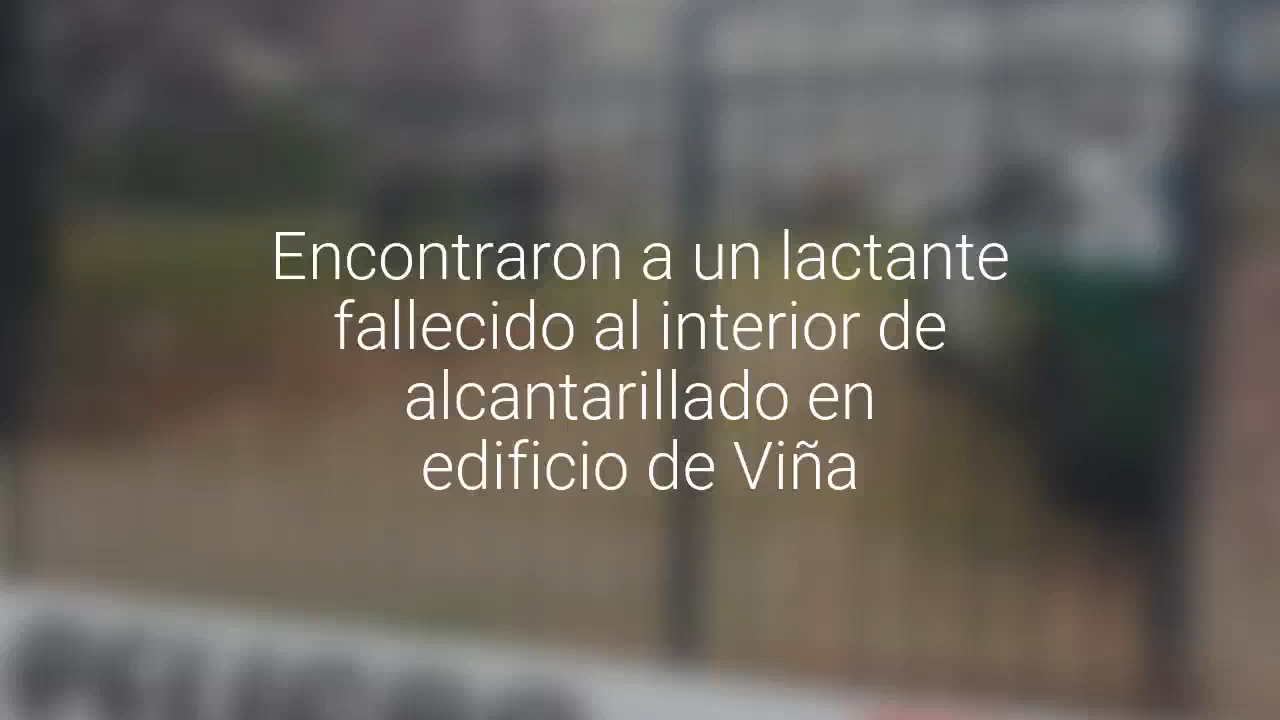 Encontraron a un lactante
fallecido al interior de
alcantarillado en
edificio de Viña